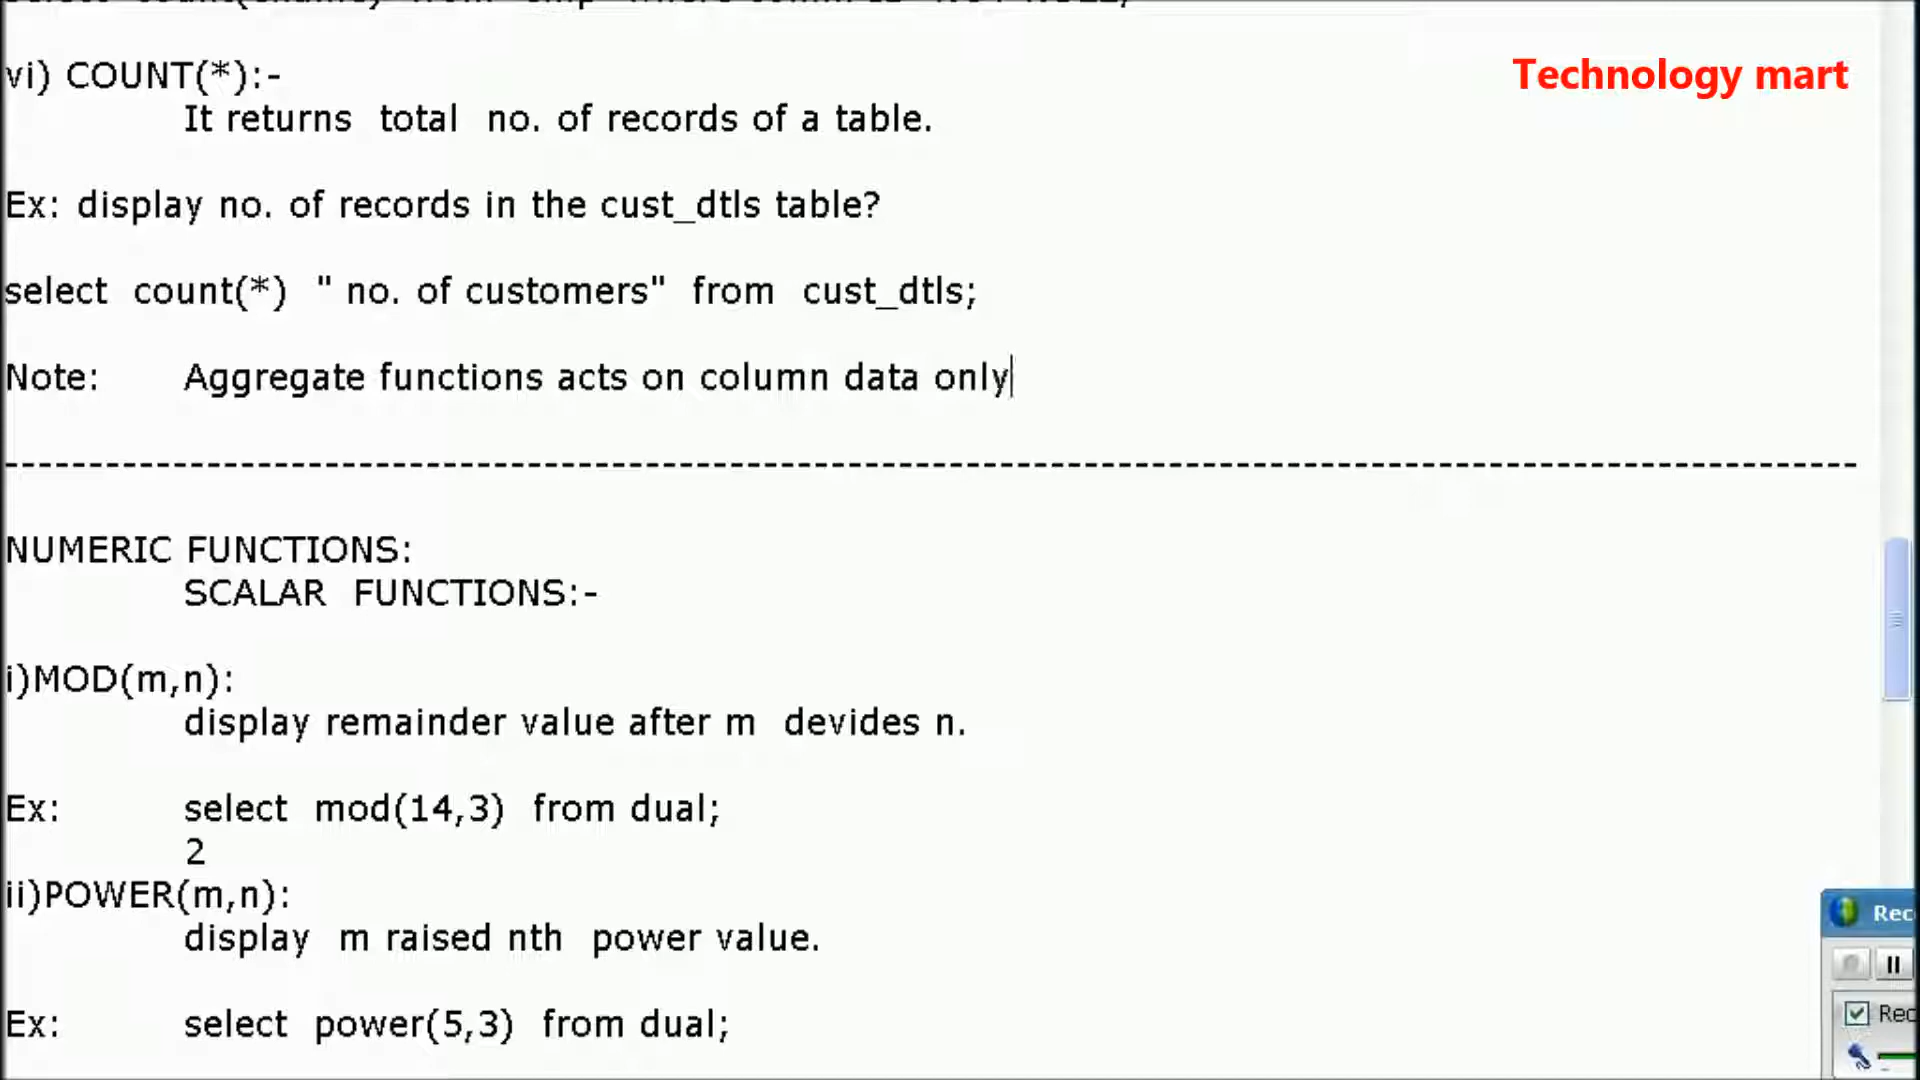 vi) COUNT(*):-
Technology mart
It returns total no. of records of a table.
Ex: display no. of records in the cust_dtls table?
select count(*) " no. of customers" from cust_dtls;
Note: Aggregate functions acts on column data only
--------------------------------------------------------------------------------------------------------------
NUMERIC FUNCTIONS:
SCALAR FUNCTIONS:-
i)MOD(m,n):
display remainder value after m devides n.
Ex: select mod(14,3) from dual;
2
ii)POWER(m,n):
display m raised nth power value.
Rec
Ex: select power(5,3) from dual;
Rec